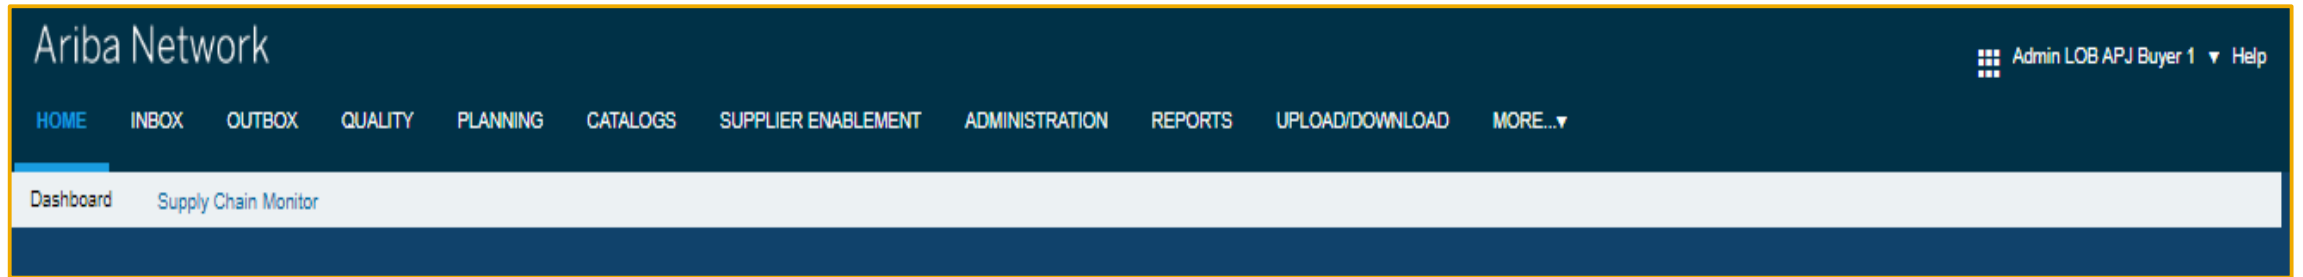 Ariba Network
Admin LOB APJ Buyer 1 ▼ Help
HOME INBOX OUTBOX QUALITY PLANNING CATALOGS SUPPLIER ENABLEMENT ADMINISTRATION REPORTS UPLOAD/DOWNLOAD MORE...▼
Dashboard Supply Chain Monitor